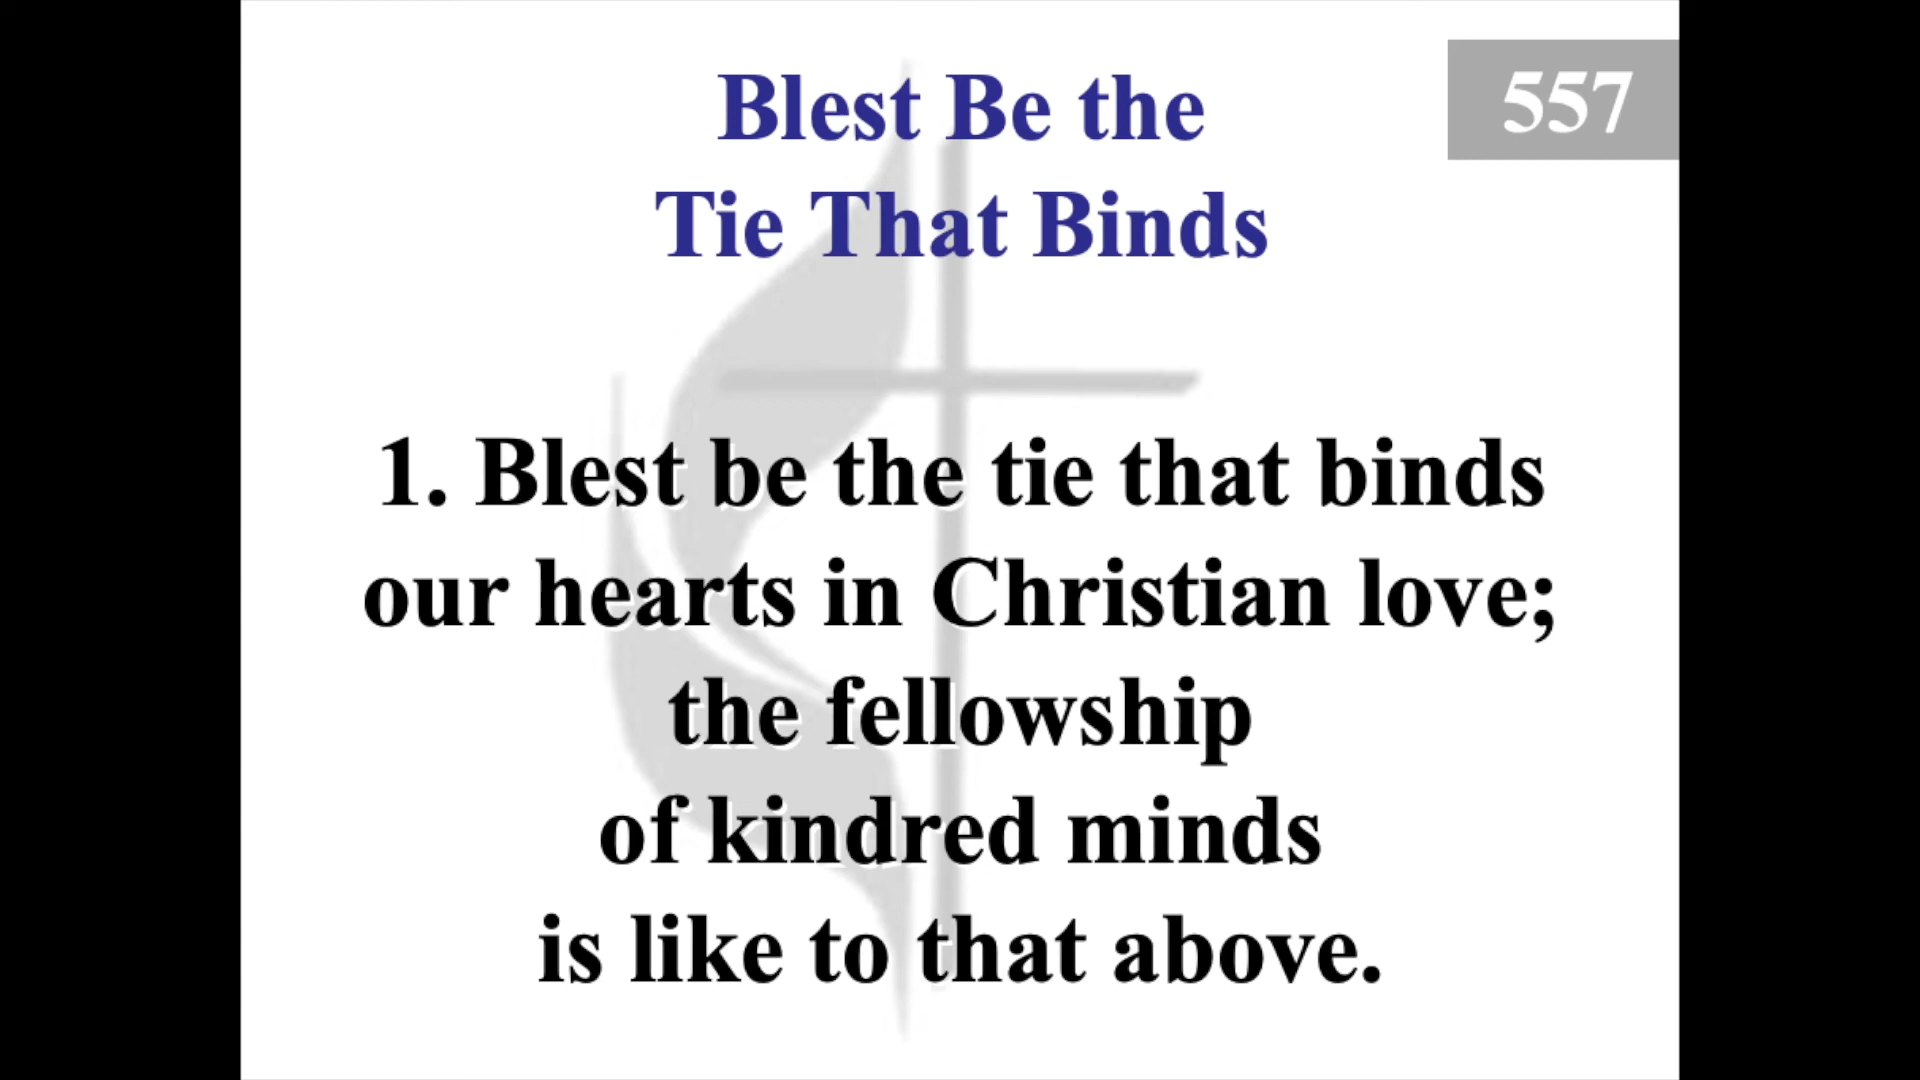 Blest Be the
Tie That Binds
557
1. Blest be the tie that binds
our hearts in Christian love;
the fellowship
of kindred minds
is like to that above.